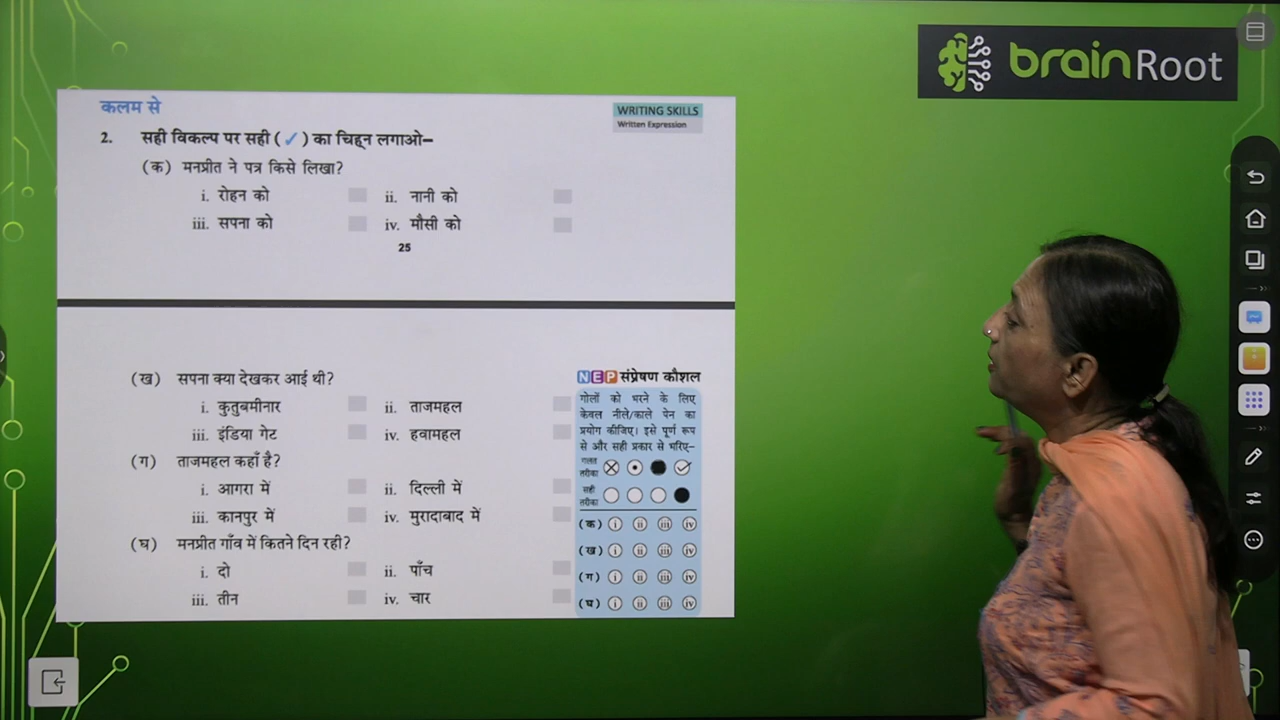 brainRoot
कलम से
WRITING SKILLS
Written Expression
2. सही विकल्प पर सही (✓) का चिह्न लगाओ–
(क) मनप्रीत ने पत्र किसे लिखा?
i. रोहन को ii. नानी को
iii. सपना को iv. मौसी को
25
(ख) सपना क्या देखकर आई थी?
i. कुतुबमीनार ii. ताजमहल
iii. इंडिया गेट iv. हवामहल
(ग) ताजमहल कहाँ है?
i. आगरा में ii. दिल्ली में
iii. कानपुर में iv. मुरादाबाद में
(घ) मनप्रीत गाँव में कितने दिन रही?
i. दो ii. पाँच
iii. तीन iv. चार
NEP संप्रेषण कौशल
गोलों को भरने के लिए
केवल नीले/काले पेन का
प्रयोग कीजिए। इसे पूर्ण रूप
से और सही प्रकार से भरिए–
गलत
तरीका
सही
तरीका
(क) i ii iii iv
(ख) i ii iii iv
(ग) i ii iii iv
(घ) i ii iii iv